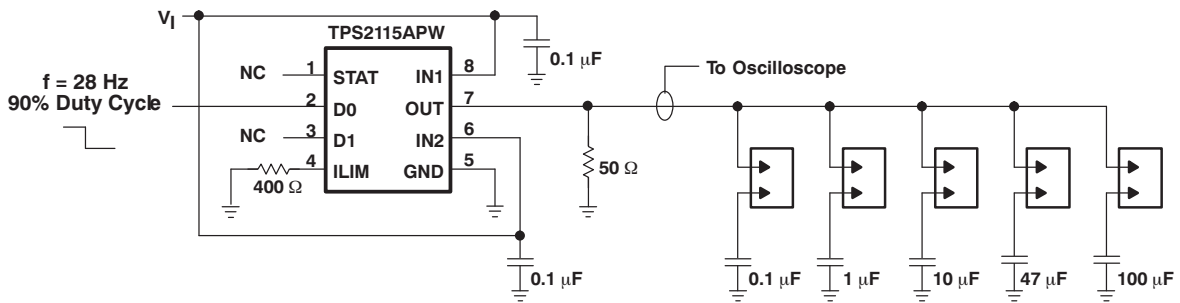 V_I
TPS2115APW
0.1 µF
f = 28 Hz
90% Duty Cycle
NC
1
STAT
IN1
8
To Oscilloscope
2
D0
OUT
7
NC
3
D1
IN2
6
4
ILIM
GND
5
400 Ω
50 Ω
0.1 µF
0.1 µF
1 µF
10 µF
47 µF
100 µF